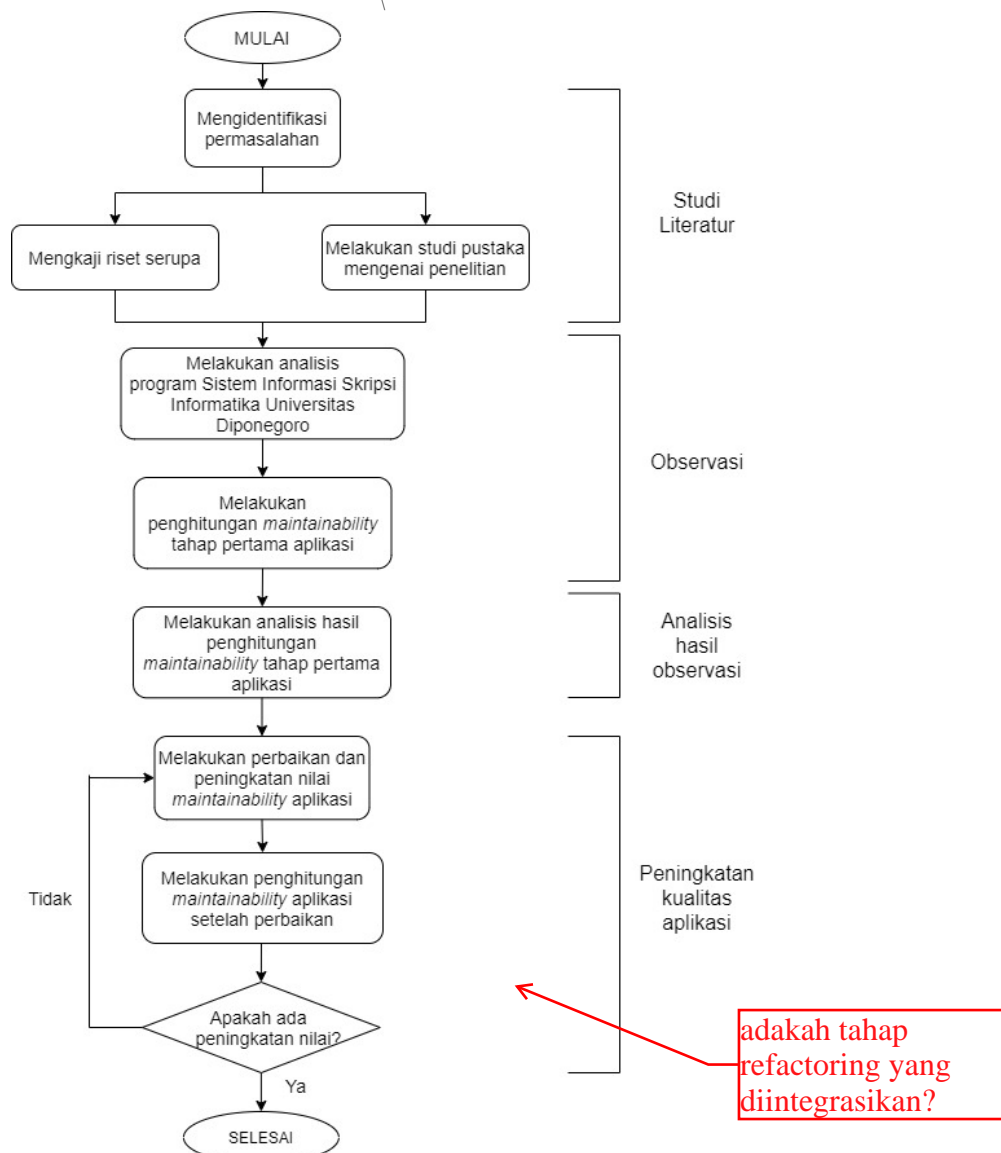 MULAI
Mengidentifikasi
permasalahan
Mengkaji riset serupa
Melakukan studi pustaka
mengenai penelitian
Studi
Literatur
Melakukan analisis
program Sistem Informasi Skripsi
Informatika Universitas
Diponegoro
Melakukan
penghitungan maintainability
tahap pertama aplikasi
Observasi
Melakukan analisis hasil
penghitungan
maintainability tahap pertama
aplikasi
Analisis
hasil
observasi
Melakukan perbaikan dan
peningkatan nilai
maintainability aplikasi
Melakukan penghitungan
maintainability aplikasi
setelah perbaikan
Tidak
Peningkatan
kualitas
aplikasi
Apakah ada
peningkatan nilai?
Ya
SELESAI
adakah tahap
refactoring yang
diintegrasikan?